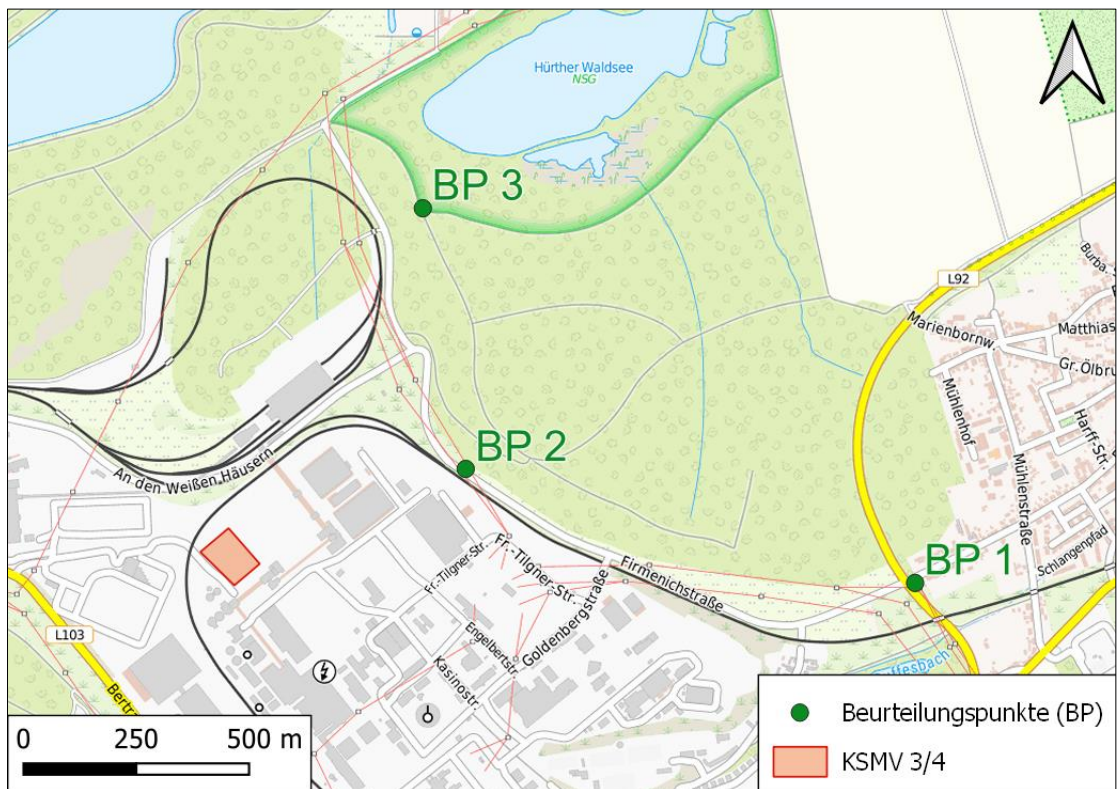 Hürther Waldsee
NSG
BP 3
L92
Burba.
Marienbornw.
Matthias
Gr.Ölbru
Mühlenhof
Harff-Str.
Mühlenstraße
BP 2
An den Weißen Häusern
Schlangenpfad
BP 1
Fr.-Tilgner-Str.
Fr.-Tilgner-Str.
Firmenichstraße
Goldenbergstraße
Engelbertstr.
Kasinostr.
L103
Bertra
ffesbach
0 250 500 m
Beurteilungspunkte (BP)
KSMV 3/4